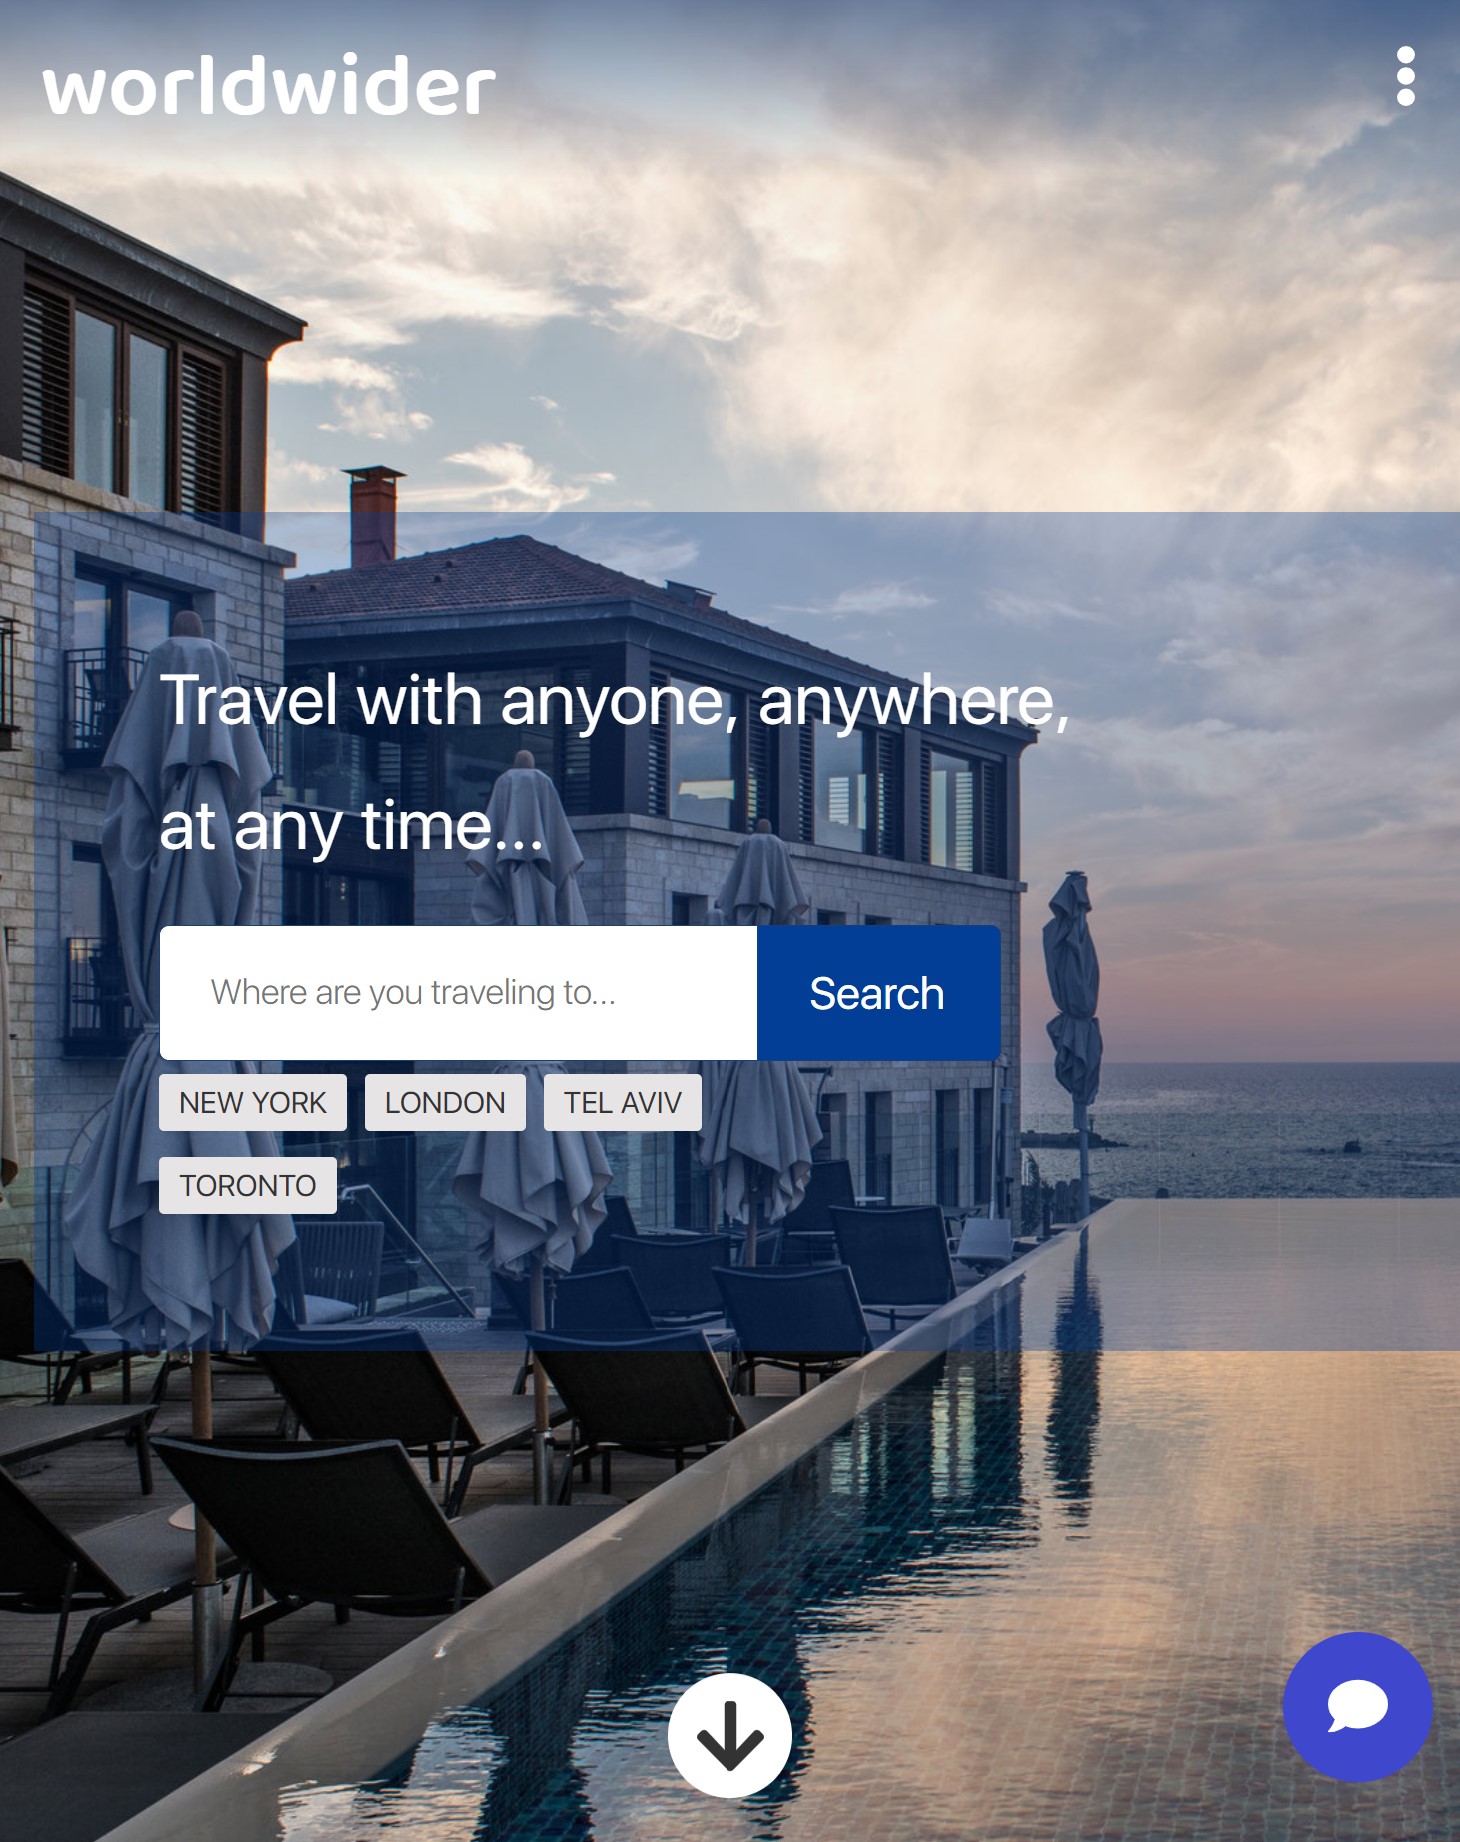 worldwider
Travel with anyone, anywhere,
at any time...
Where are you traveling to...
Search
NEW YORK
LONDON
TEL AVIV
TORONTO